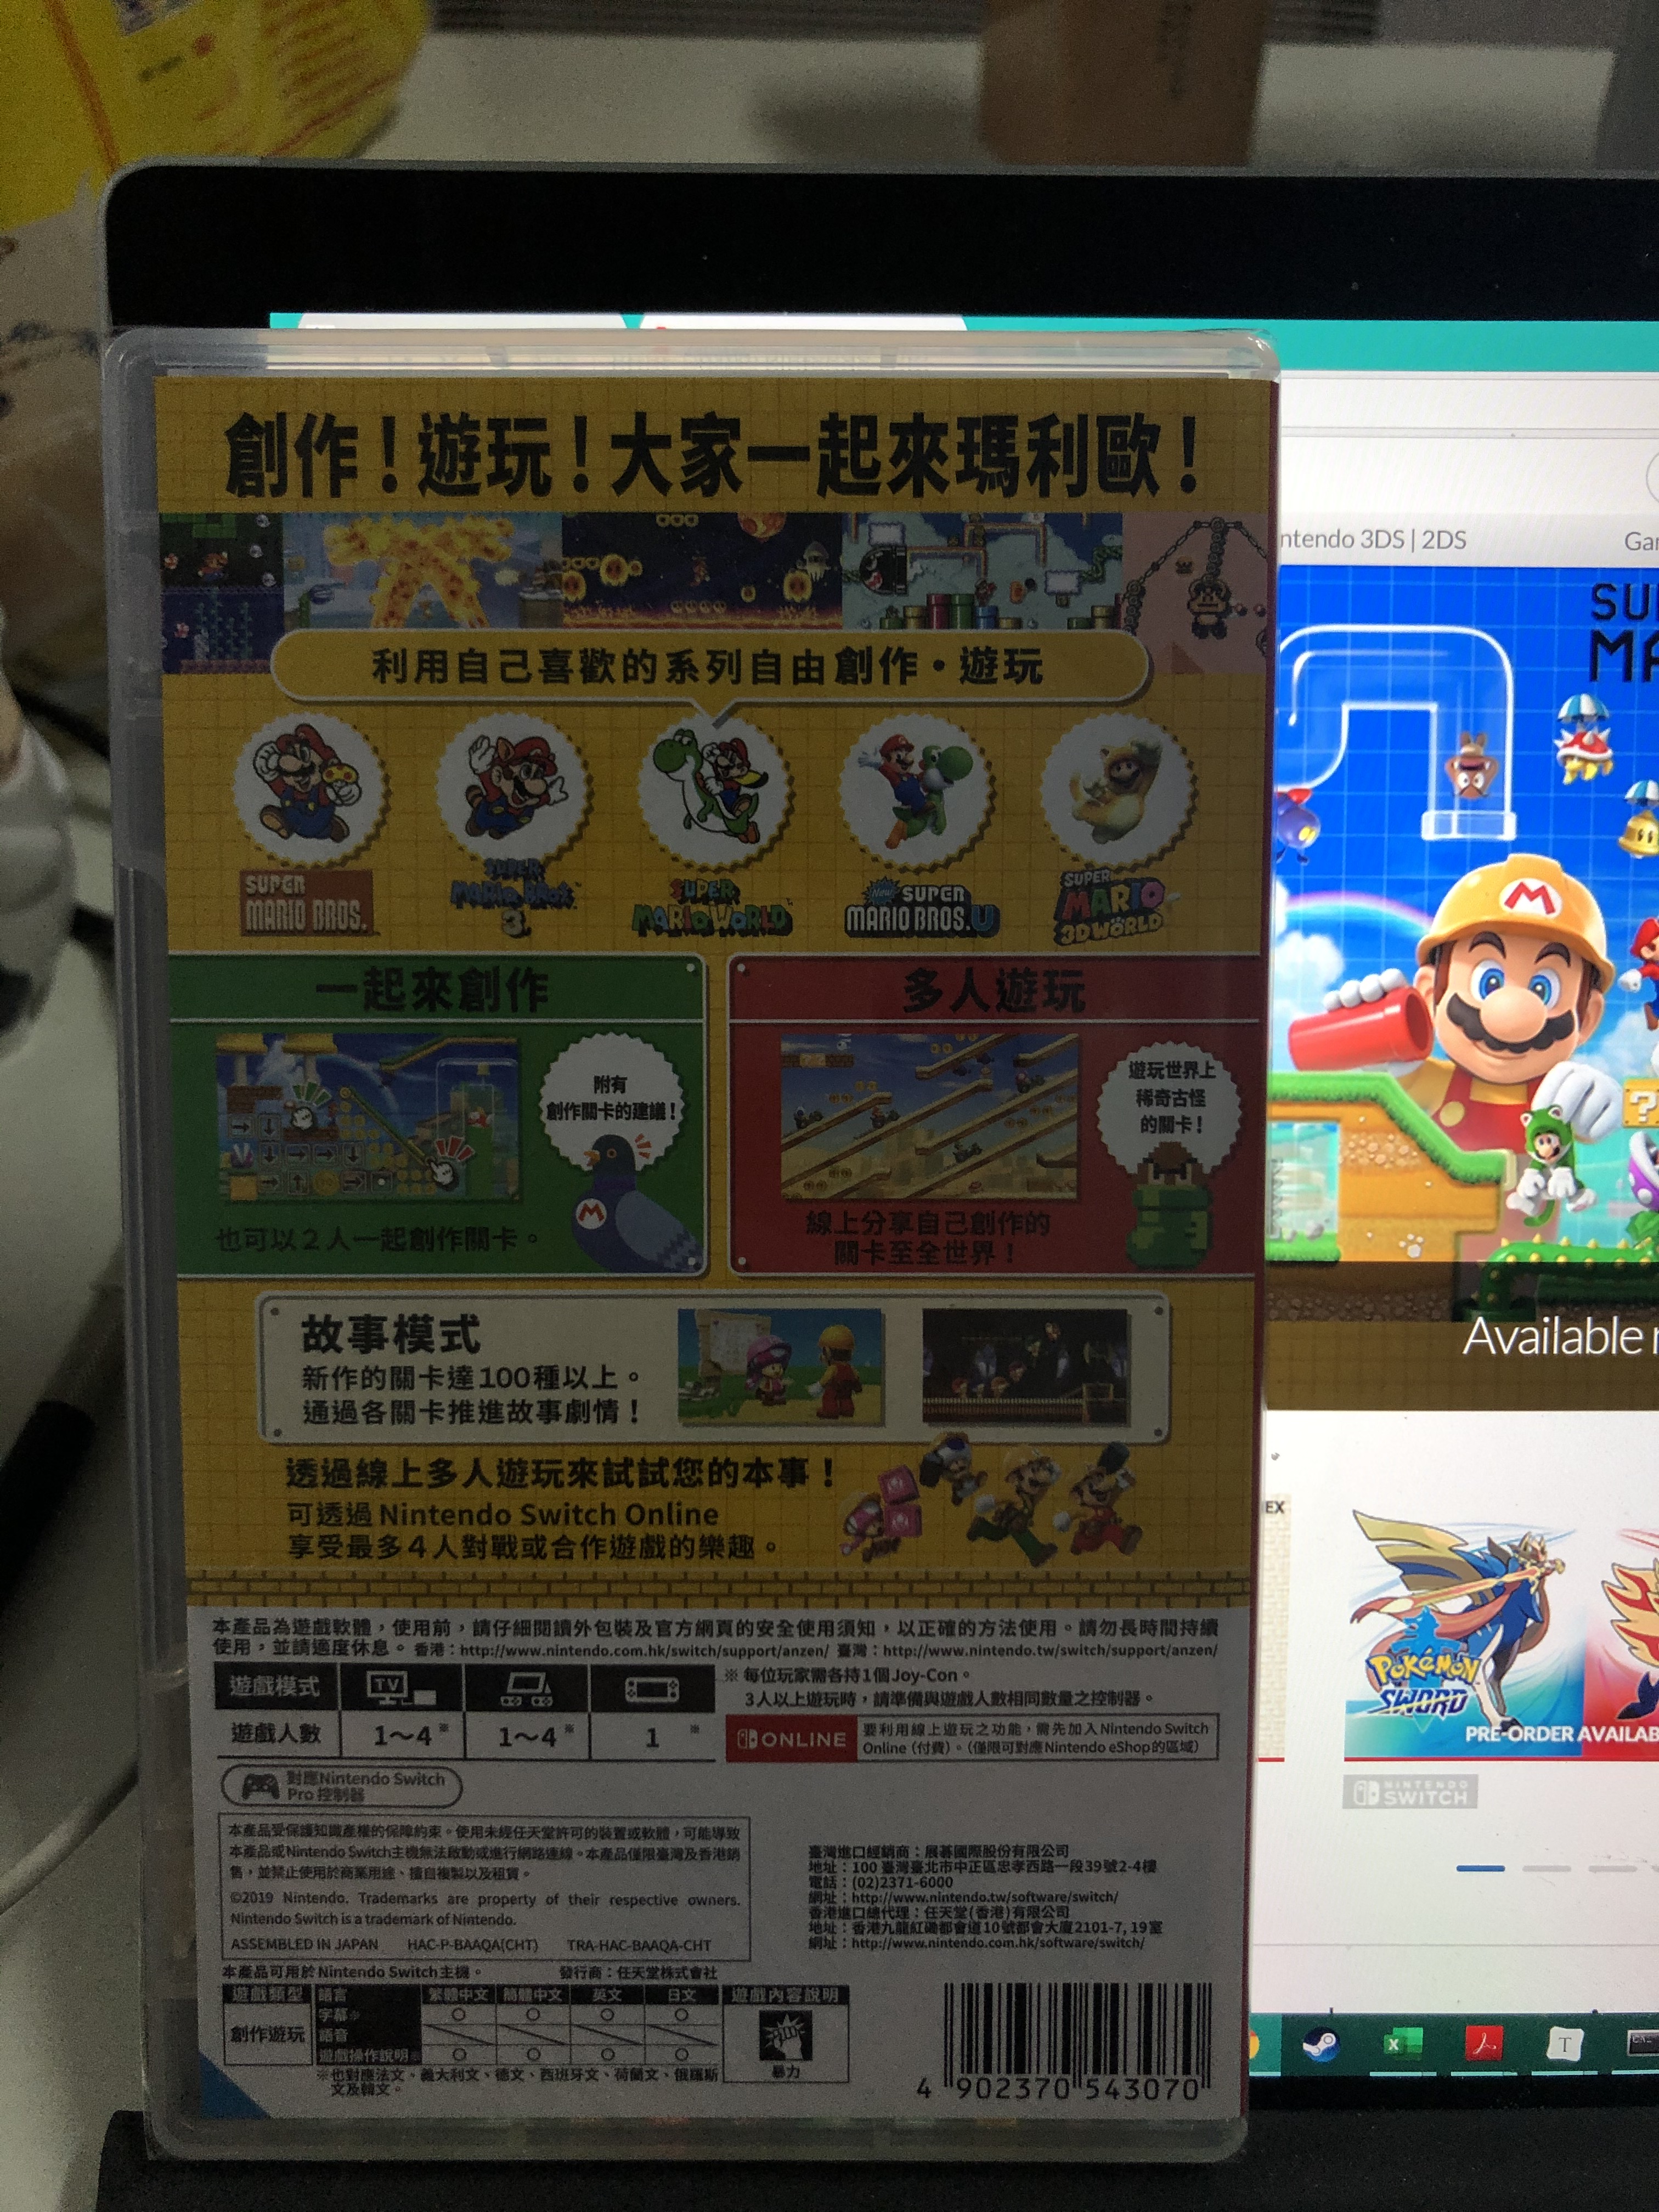 創作！遊玩！大家一起來瑪利歐！
利用自己喜歡的系列自由創作・遊玩
SUPER MARIO BROS.
SUPER MARIO BROS. 3
SUPER MARIO WORLD
New SUPER MARIO BROS. U
SUPER MARIO 3D WORLD
一起來創作
附有
創作關卡的建議！
也可以2人一起創作關卡。
多人遊玩
遊玩世界上
稀奇古怪
的關卡！
線上分享自己創作的
關卡至全世界！
故事模式
新作的關卡達100種以上。
通過各關卡推進故事劇情！
透過線上多人遊玩來試試您的本事！
可透過Nintendo Switch Online
享受最多4人對戰或合作遊戲的樂趣。
本產品為遊戲軟體，使用前，請仔細閱讀外包裝及官方網頁的安全使用須知，以正確的方法使用。請勿長時間持續
使用，並請適度休息。香港：http://www.nintendo.com.hk/switch/support/anzen/ 臺灣：http://www.nintendo.tw/switch/support/anzen/
遊戲模式 TV
遊戲人數 1～4※ 1～4※ 1※
※每位玩家需各持1個Joy-Con。
3人以上遊玩時，請準備與遊戲人數相同數量之控制器。
ONLINE
要利用線上遊玩之功能，需先加入Nintendo Switch
Online（付費）。（僅限可對應Nintendo eShop的區域）
對應Nintendo Switch
Pro 控制器
本產品受保護知識產權的保障約束。使用未經任天堂許可的裝置或軟體，可能導致
本產品或Nintendo Switch主機無法啟動或進行網路連線。本產品僅限臺灣及香港銷
售，並禁止使用於商業用途、擅自複製以及租賃。
©2019 Nintendo. Trademarks are property of their respective owners.
Nintendo Switch is a trademark of Nintendo.
ASSEMBLED IN JAPAN HAC-P-BAAQA(CHT) TRA-HAC-BAAQA-CHT
臺灣進口經銷商：展碁國際股份有限公司
地址：100 臺灣臺北市中正區忠孝西路一段39號2-4樓
電話：(02)2371-6000
網址：http://www.nintendo.tw/software/switch/
香港進口總代理：任天堂(香港)有限公司
地址：香港九龍紅磡都會道10號都會大廈2101-7, 19室
網址：http://www.nintendo.com.hk/software/switch/
本產品可用於Nintendo Switch主機。 發行商：任天堂株式會社
遊戲類型 語言 繁體中文 簡體中文 英文 日文 遊戲內容說明
創作遊玩 字幕※
語音
遊戲操作說明※
暴力
※也對應法文、義大利文、德文、西班牙文、荷蘭文、俄羅斯
文及韓文。
4 902370 543070
ntendo 3DS | 2DS
Gar
SU
MA
Available
EX
POKÉMON
SWORD
PRE-ORDER AVAILAB
NINTENDO
SWITCH